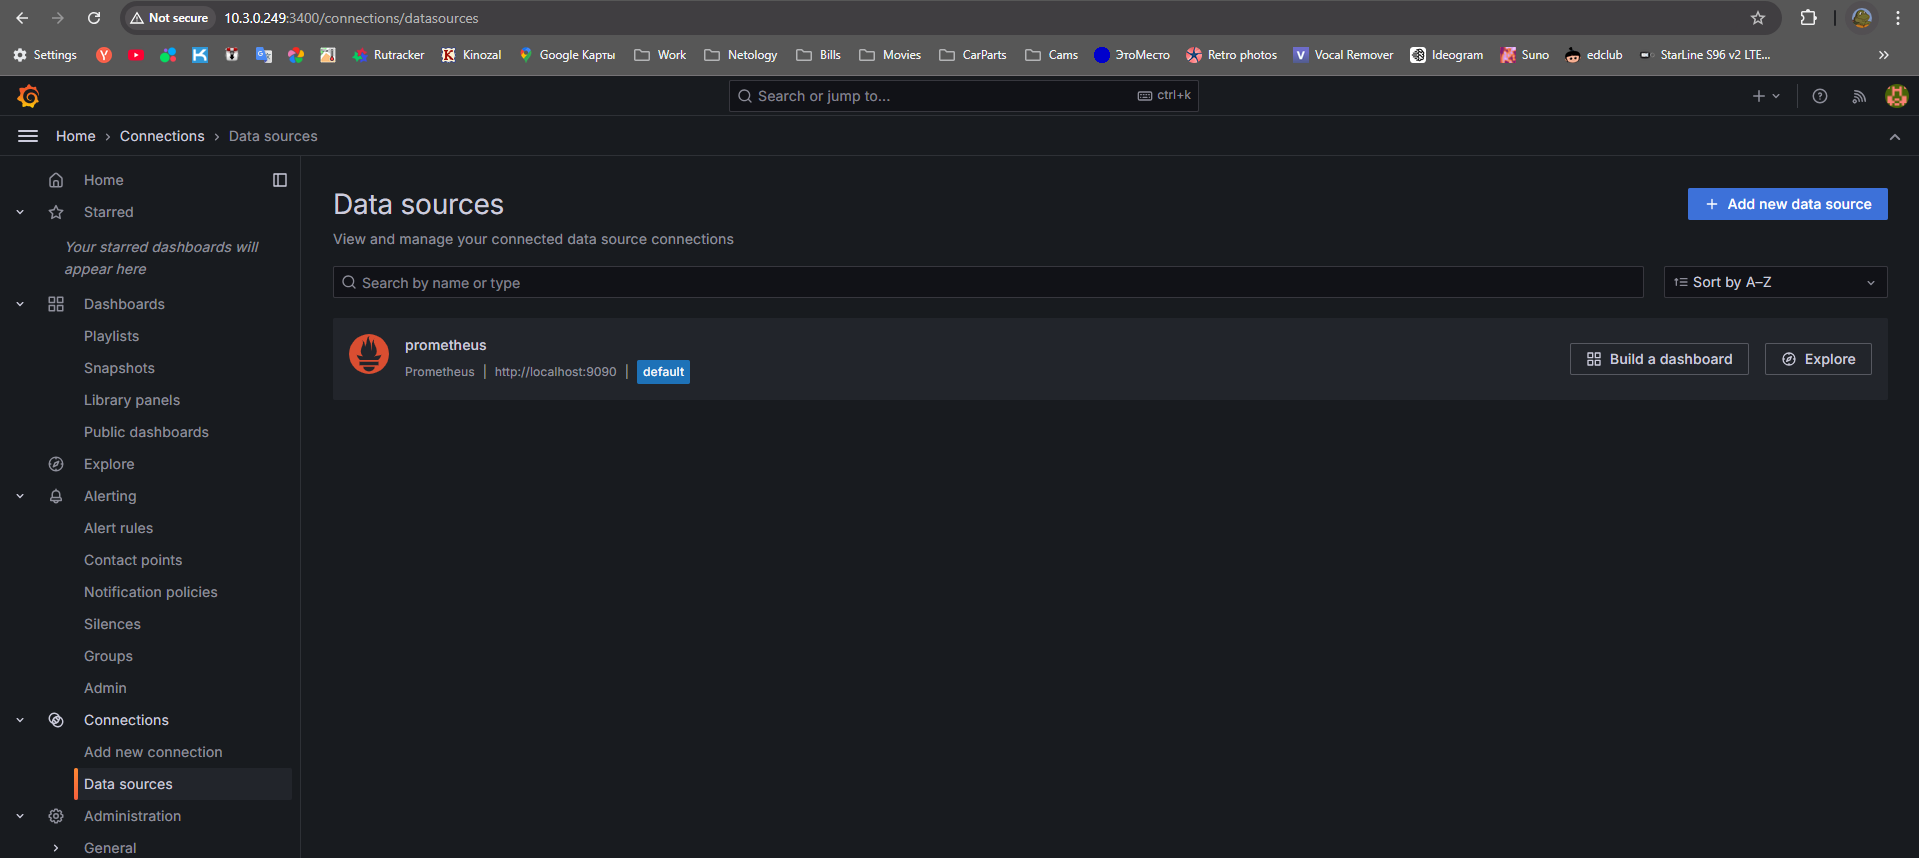 Not secure 10.3.0.249:3400/connections/datasources
Settings Rutracker Kinozal Google Карты Work Netology Bills Movies CarParts Cams ЭтоМесто Retro photos Vocal Remover Ideogram Suno edclub StarLine S96 v2 LTE...
Search or jump to... ctrl+k
Home Connections Data sources
Home
Starred
Your starred dashboards will
appear here
Dashboards
Playlists
Snapshots
Library panels
Public dashboards
Explore
Alerting
Alert rules
Contact points
Notification policies
Silences
Groups
Admin
Connections
Add new connection
Data sources
Administration
General
Data sources
Add new data source
View and manage your connected data source connections
Search by name or type
Sort by A–Z
prometheus
Prometheus | http://localhost:9090 | default
Build a dashboard
Explore